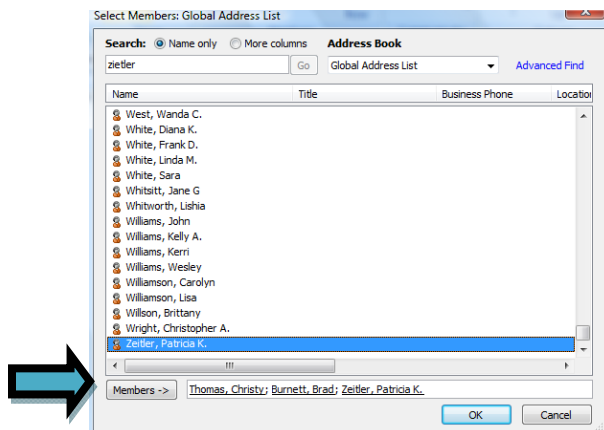 Select Members: Global Address List
Search: Name only More columns Address Book
zietler Go Global Address List Advanced Find
Name Title Business Phone Location
West, Wanda C.
White, Diana K.
White, Frank D.
White, Linda M.
White, Sara
Whitsitt, Jane G
Whitworth, Lishia
Williams, John
Williams, Kelly A.
Williams, Kerri
Williams, Wesley
Williamson, Carolyn
Williamson, Lisa
Willson, Brittany
Wright, Christopher A.
Zeitler, Patricia K.
Members -> Thomas, Christy; Burnett, Brad; Zeitler, Patricia K.
OK Cancel